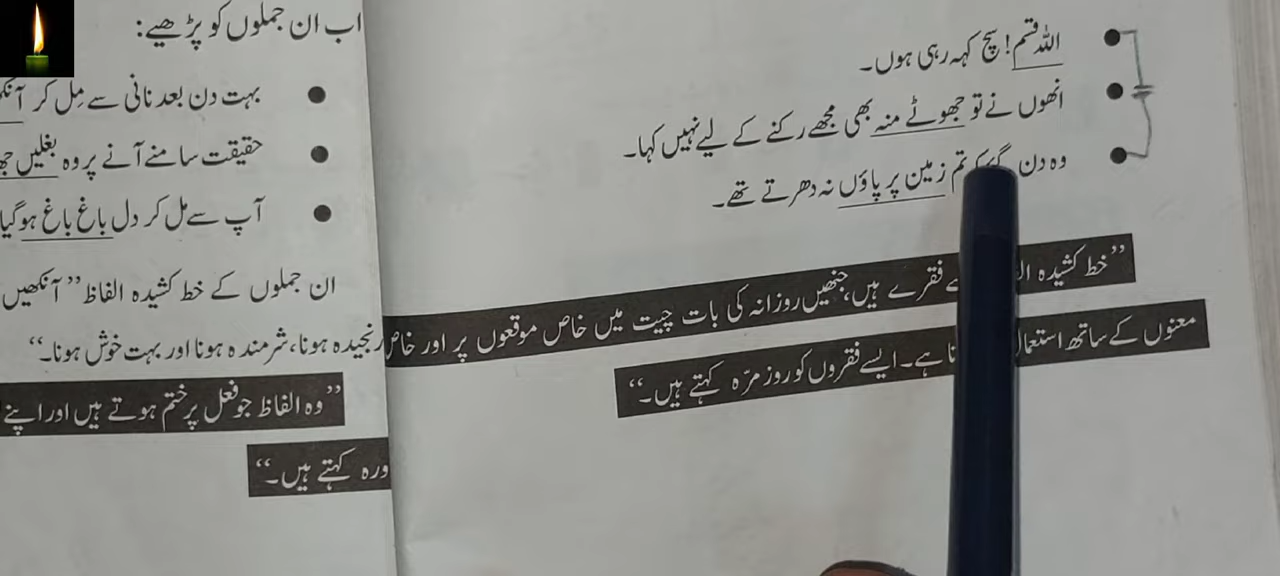 اللہ قسم! سچ کہہ رہی ہوں۔
انھوں نے تو جھوٹے منہ بھی مجھے رکنے کے لیے نہیں کہا۔
وہ دن تم زمین پر پاؤں نہ دھرتے تھے۔
”خط کشیدہ فقرے ہیں، جنھیں روزانہ کی بات چیت میں خاص موقعوں پر اور خاص
معنوں کے ساتھ استعمال ہے۔ ایسے فقروں کو روز مرّہ کہتے ہیں۔“
اب ان جملوں کو پڑھیے:
بہت دن بعد نانی سے مِل کر
حقیقت سامنے آنے پر وہ بغلیں
آپ سے مل کر دل باغ باغ ہوگیا
ان جملوں کے خط کشیدہ الفاظ ”آنکھیں
رنجیدہ ہونا، شرمندہ ہونا اور بہت خوش ہونا۔“
”وہ الفاظ جو فعل پر ختم ہوتے ہیں اور اپنے
کہتے ہیں۔“